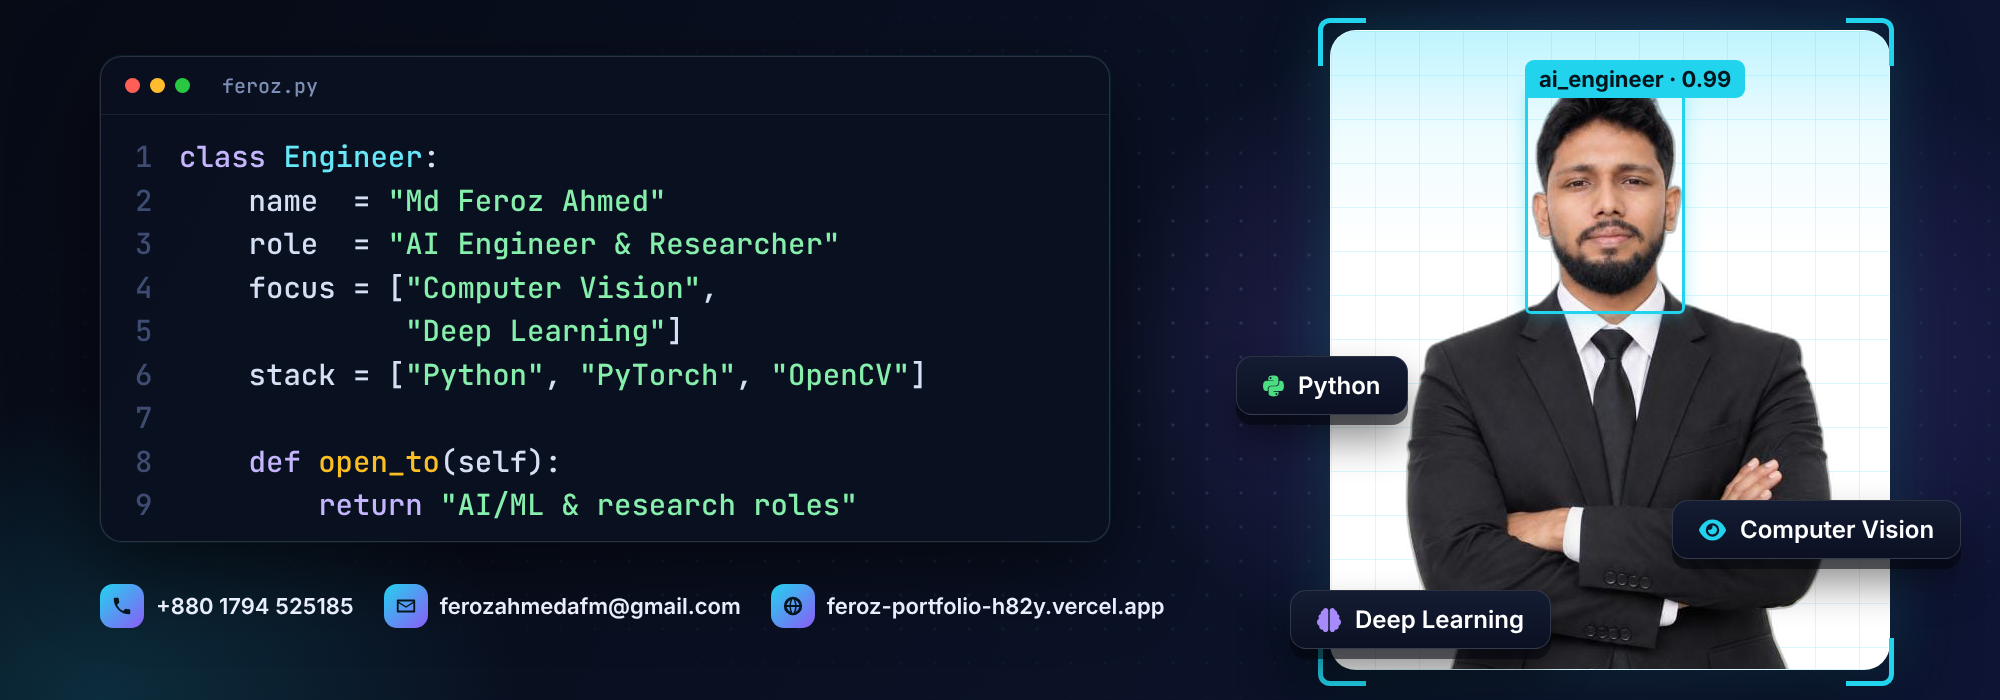 feroz.py
1 class Engineer:
2     name  = "Md Feroz Ahmed"
3     role  = "AI Engineer & Researcher"
4     focus = ["Computer Vision",
5              "Deep Learning"]
6     stack = ["Python", "PyTorch", "OpenCV"]
7
8     def open_to(self):
9         return "AI/ML & research roles"
+880 1794 525185
ferozahmedafm@gmail.com
feroz-portfolio-h82y.vercel.app
ai_engineer · 0.99
Python
Computer Vision
Deep Learning